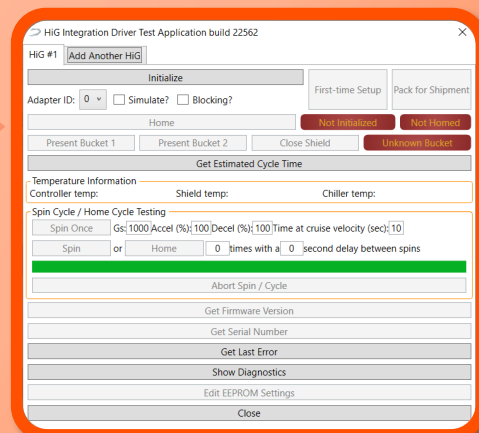 HiG Integration Driver Test Application build 22562
HiG #1 Add Another HiG
Initialize
First-time Setup Pack for Shipment
Adapter ID: 0 Simulate? Blocking?
Home Not Initialized Not Homed
Present Bucket 1 Present Bucket 2 Close Shield Unknown Bucket
Get Estimated Cycle Time
Temperature Information
Controller temp: Shield temp: Chiller temp:
Spin Cycle / Home Cycle Testing
Spin Once Gs: 1000 Accel (%): 100 Decel (%): 100 Time at cruise velocity (sec): 10
Spin or Home 0 times with a 0 second delay between spins
Abort Spin / Cycle
Get Firmware Version
Get Serial Number
Get Last Error
Show Diagnostics
Edit EEPROM Settings
Close